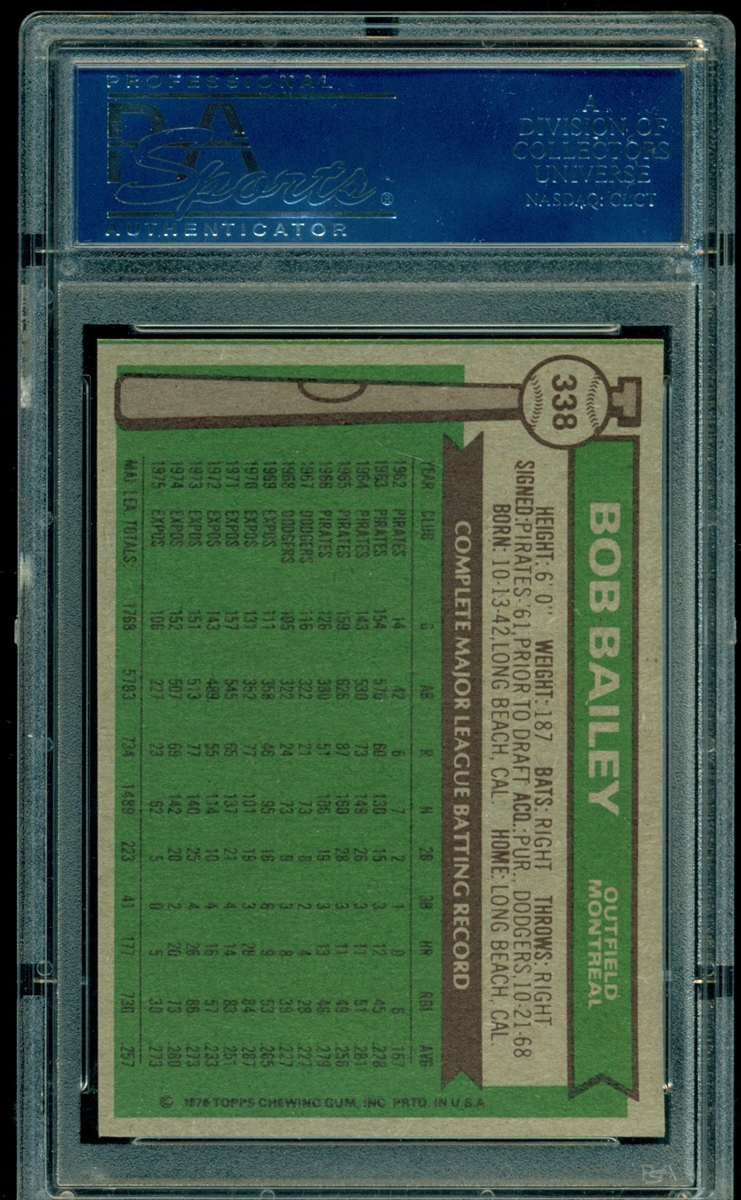 PROFESSIONAL
PSA
Sports®
AUTHENTICATOR
A
DIVISION OF
COLLECTORS
UNIVERSE
NASDAQ: CLCT
338
BOB BAILEY
OUTFIELD
MONTREAL
HEIGHT: 6' 0" WEIGHT: 187 BATS: RIGHT THROWS: RIGHT
SIGNED: PIRATES '61, PRIOR TO DRAFT ACQ.: PUR., DODGERS, 10-21-68
BORN: 10-13-42, LONG BEACH, CAL. HOME: LONG BEACH, CAL.
COMPLETE MAJOR LEAGUE BATTING RECORD
YEAR CLUB G AB R H 2B 3B HR RBI AVG
1962 PIRATES 14 42 6 7 2 1 0 6 .167
1963 PIRATES 154 570 60 130 15 3 12 45 .228
1964 PIRATES 143 530 73 149 26 3 11 51 .281
1965 PIRATES 159 626 87 160 28 3 11 49 .256
1966 PIRATES 126 380 51 106 19 3 13 46 .279
1967 DODGERS 116 322 21 73 8 2 4 28 .227
1968 DODGERS 105 322 24 73 9 3 8 39 .227
1969 EXPOS 111 358 46 95 16 6 9 53 .265
1970 EXPOS 131 352 77 101 19 3 28 84 .287
1971 EXPOS 157 545 65 137 21 4 14 83 .251
1972 EXPOS 143 489 55 114 10 4 16 57 .233
1973 EXPOS 151 513 77 140 25 4 26 86 .273
1974 EXPOS 152 507 69 142 20 2 20 73 .280
1975 EXPOS 106 227 23 62 5 0 5 30 .273
MAJ. LEA. TOTALS 1768 5783 734 1489 223 41 177 730 .257
© 1976 TOPPS CHEWING GUM, INC. PRTD. IN U.S.A.
PSA